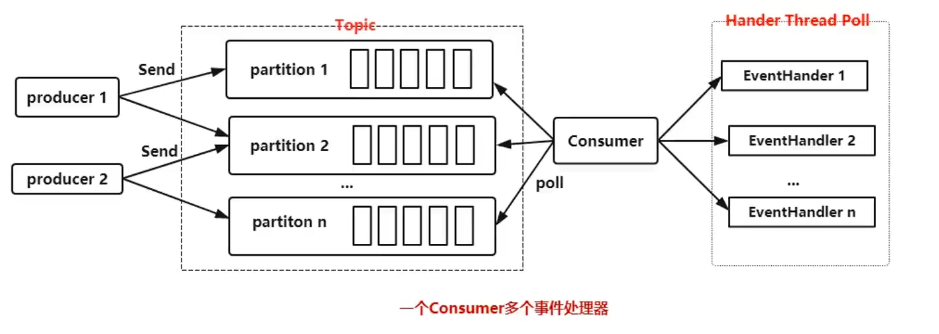 Topic
Hander Thread Poll
Send
partition 1
EventHander 1
producer 1
partition 2
Consumer
EventHandler 2
Send
producer 2
...
poll
...
partiton n
EventHandler n
一个Consumer多个事件处理器